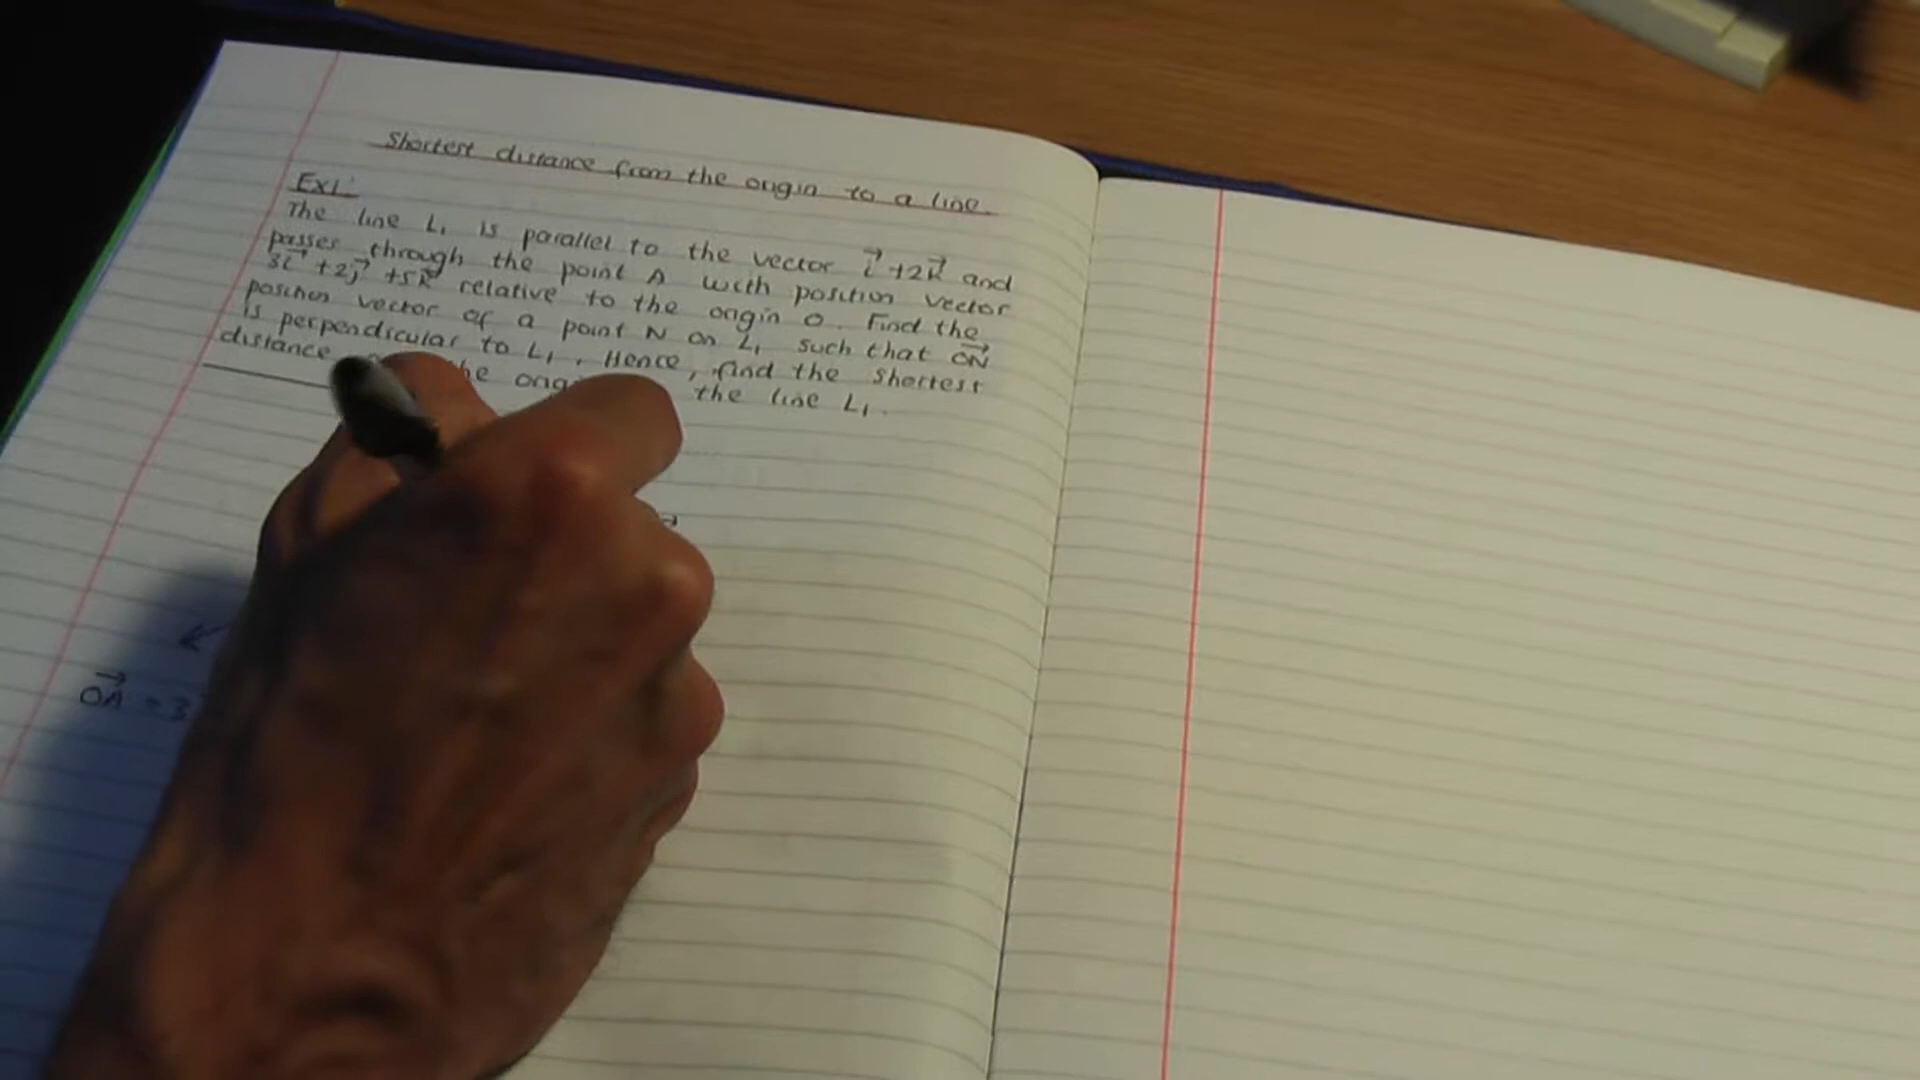 Shortest distance from the origin to a line.
Ex1:
The line L₁ is parallel to the vector i⃗ +2k⃗ and
passes through the point A with position vector
3i⃗ +2j⃗ +5k⃗ relative to the origin O. Find the
position vector of a point N on L₁ such that O⃗N⃗
is perpendicular to L₁. Hence, find the shortest
distance the line L₁.
O⃗A⃗ = 3